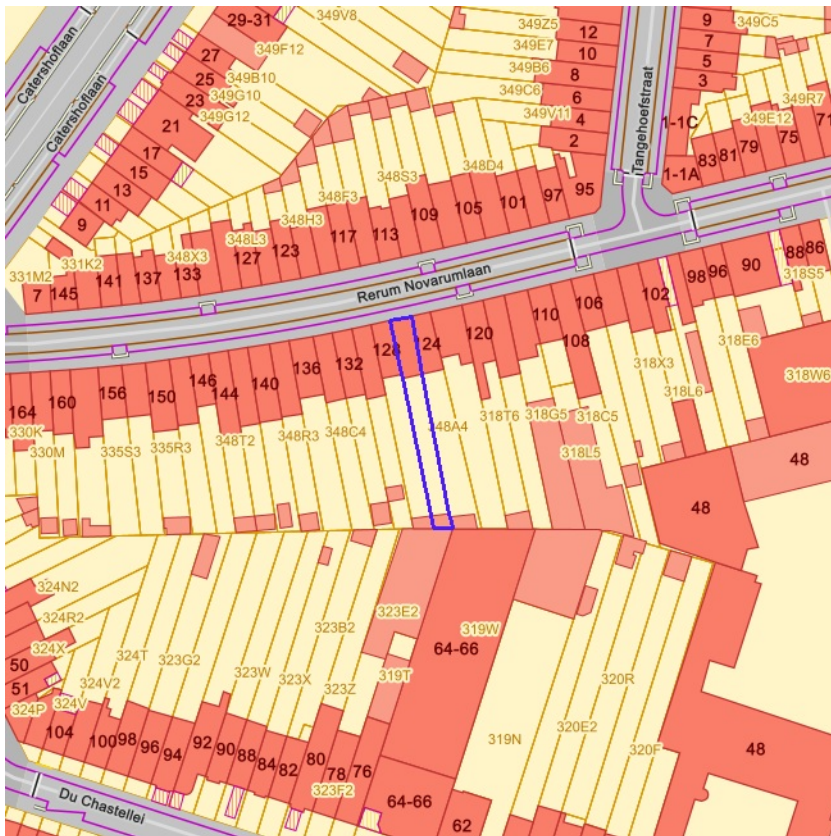 29-31
349V8
Catershoflaan
Catershoflaan
27
349F12
25
349B10
23
349G10
349G12
21
17
15
13
11
9
349Z5
12
349E7
10
349B6
8
349C6
6
349V11
4
2
Tangehoefstraat
9
349C5
7
5
3
1-1C
1-1A
349R7
349E12
83
81
79
75
71
348D4
348S3
348F3
348H3
348L3
348X3
331K2
331M2
7
145
141
137
133
127
123
117
113
109
105
101
97
95
Rerum Novarumlaan
164
160
156
150
146
144
140
136
132
128
124
120
110
108
106
102
98
96
90
88
86
318S5
330K
330M
335S3
335R3
348T2
348R3
348C4
348A4
318T6
318G5
318C5
318L5
318X3
318L6
318E6
318W6
48
48
324N2
324R2
324X
50
51
324P
324V
324V2
324T
323G2
323W
323X
323B2
323Z
323E2
319T
319W
64-66
319N
320E2
320R
320F
48
104
100
98
96
94
92
90
88
84
82
80
78
76
323F2
64-66
62
Du Chastellei